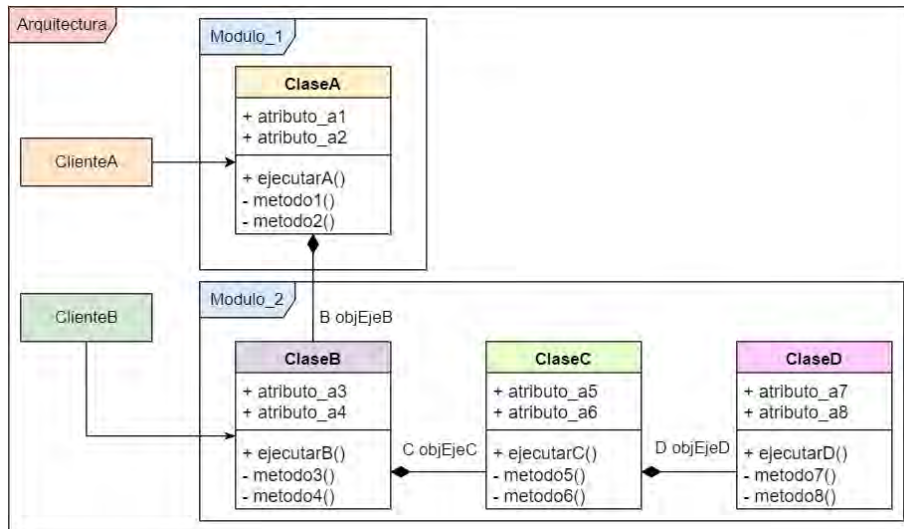 Arquitectura
Modulo_1
ClaseA
+ atributo_a1
+ atributo_a2
ClienteA
+ ejecutarA()
- metodo1()
- metodo2()
ClienteB
Modulo_2
B objEjeB
ClaseB
+ atributo_a3
+ atributo_a4
+ ejecutarB()
- metodo3()
- metodo4()
C objEjeC
ClaseC
+ atributo_a5
+ atributo_a6
+ ejecutarC()
- metodo5()
- metodo6()
D objEjeD
ClaseD
+ atributo_a7
+ atributo_a8
+ ejecutarD()
- metodo7()
- metodo8()